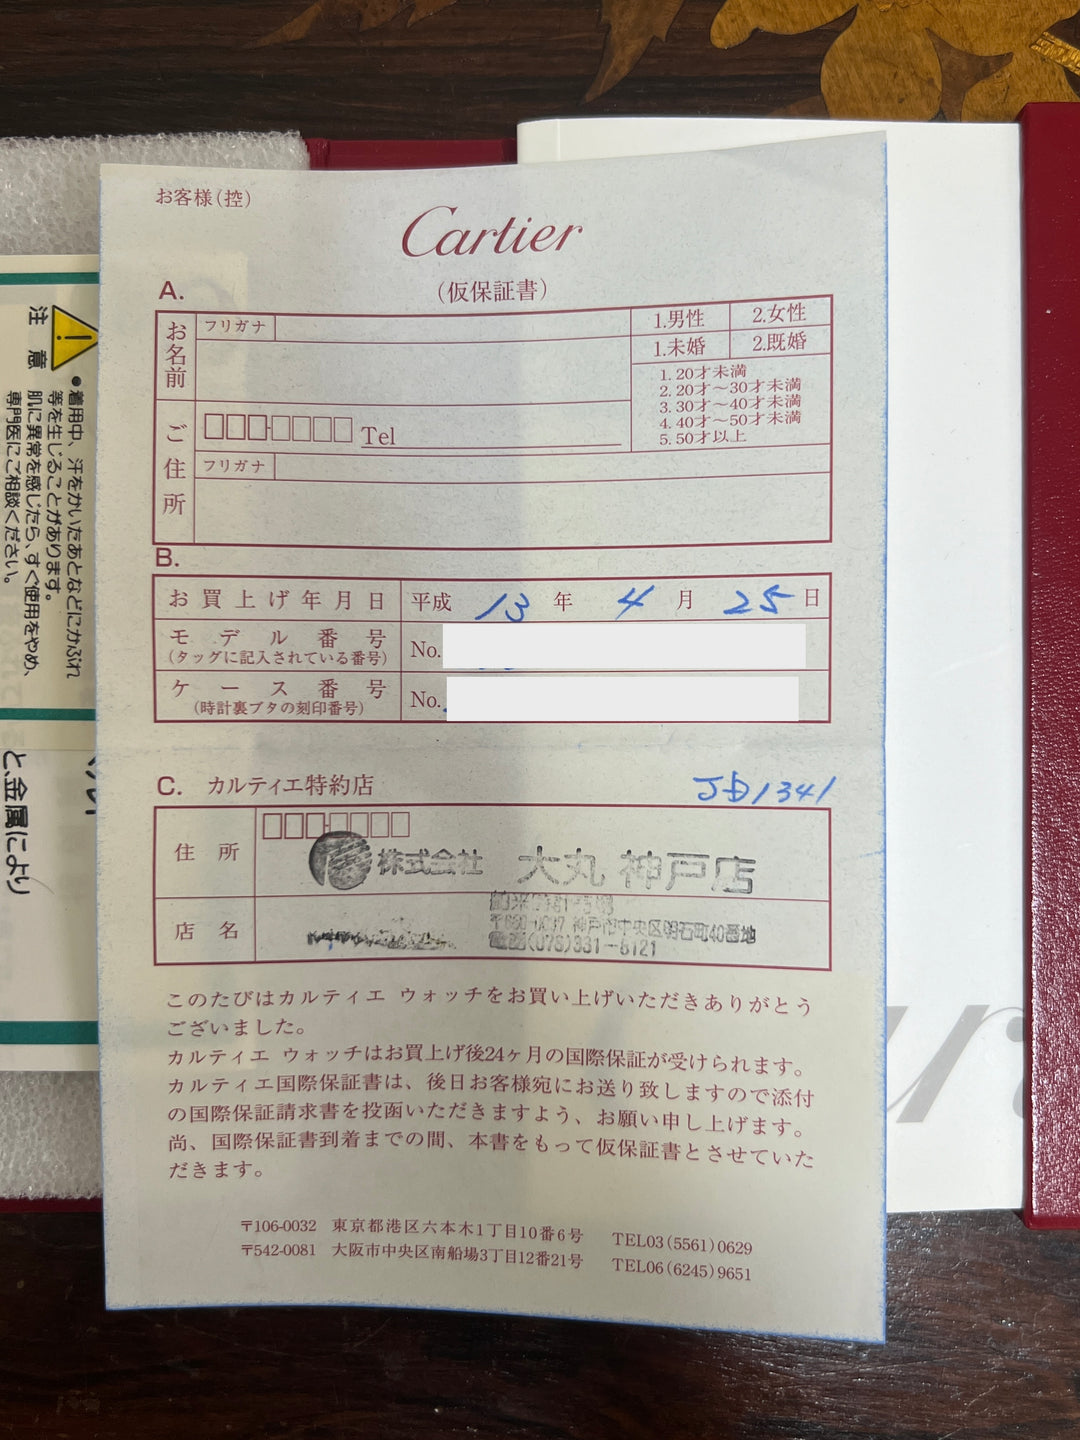 お客様(控)
Cartier
(仮保証書)
A.
お名前
フリガナ
1.男性
2.女性
1.未婚
2.既婚
1. 20才未満
2. 20才〜30才未満
3. 30才〜40才未満
4. 40才〜50才未満
5. 50才以上
ご住所
Tel
フリガナ
B.
お買上げ年月日
平成 13 年 4 月 25 日
モデル番号
(タッグに記入されている番号)
No.
ケース番号
(時計裏ブタの刻印番号)
No.
C. カルティエ特約店
JD1341
住所
株式会社 大丸 神戸店
店名
〒650-0037 神戸市中央区明石町40番地
電話(078)331-8121
このたびはカルティエ ウォッチをお買い上げいただきありがとう
ございました。
カルティエ ウォッチはお買上げ後24ヶ月の国際保証が受けられます。
カルティエ国際保証書は、後日お客様宛にお送り致しますので添付
の国際保証請求書を投函いただきますよう、お願い申し上げます。
尚、国際保証書到着までの間、本書をもって仮保証書とさせていた
だきます。
〒106-0032 東京都港区六本木1丁目10番6号 TEL03(5561)0629
〒542-0081 大阪市中央区南船場3丁目12番21号 TEL06(6245)9651
注意
●着用中、汗をかいたあとなどにかぶれ
等を生じることがあります。
肌に異常を感じたら、すぐ使用をやめ、
専門医にご相談ください。
と、金属により